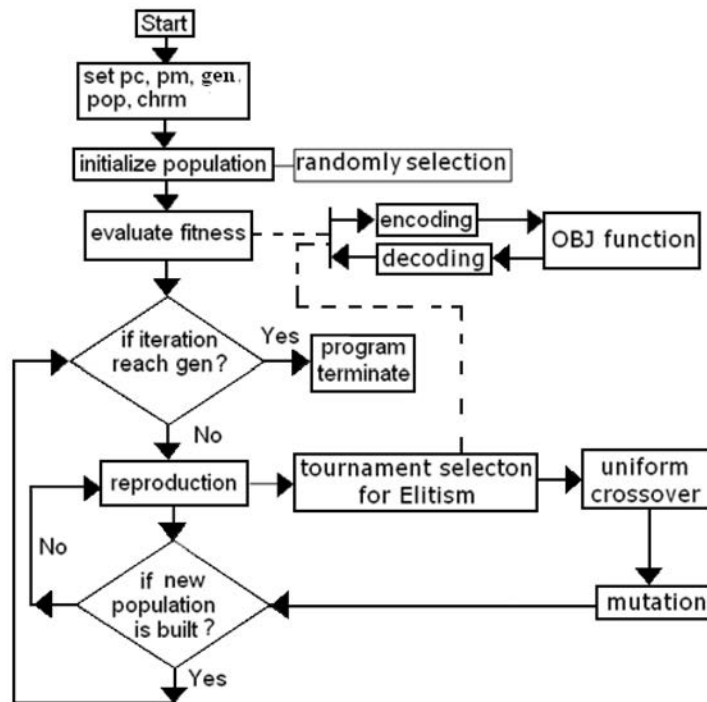 Start
set pc, pm, gen.
pop, chrm
initialize population
randomly selection
evaluate fitness
encoding
decoding
OBJ function
if iteration
reach gen?
Yes
program
terminate
No
reproduction
tournament selecton
for Elitism
uniform
crossover
No
if new
population
is built?
mutation
Yes